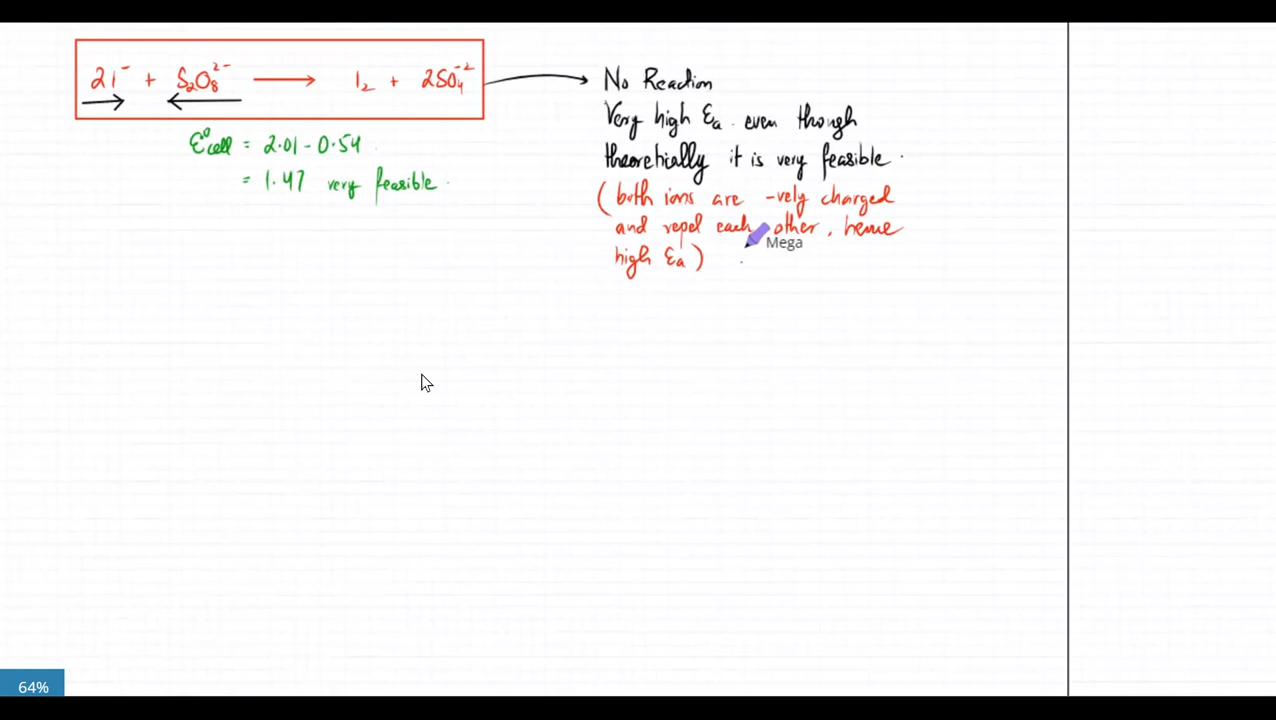 2I⁻ + S₂O₈²⁻ ⟶ I₂ + 2SO₄⁻²
E⁰cell = 2.01 - 0.54
= 1.47 very feasible.
No Reaction
Very high Ea. even though
theoretially it is very feasible.
(both ions are -vely charged
and repel each other, hence
high Ea)
Mega
64%